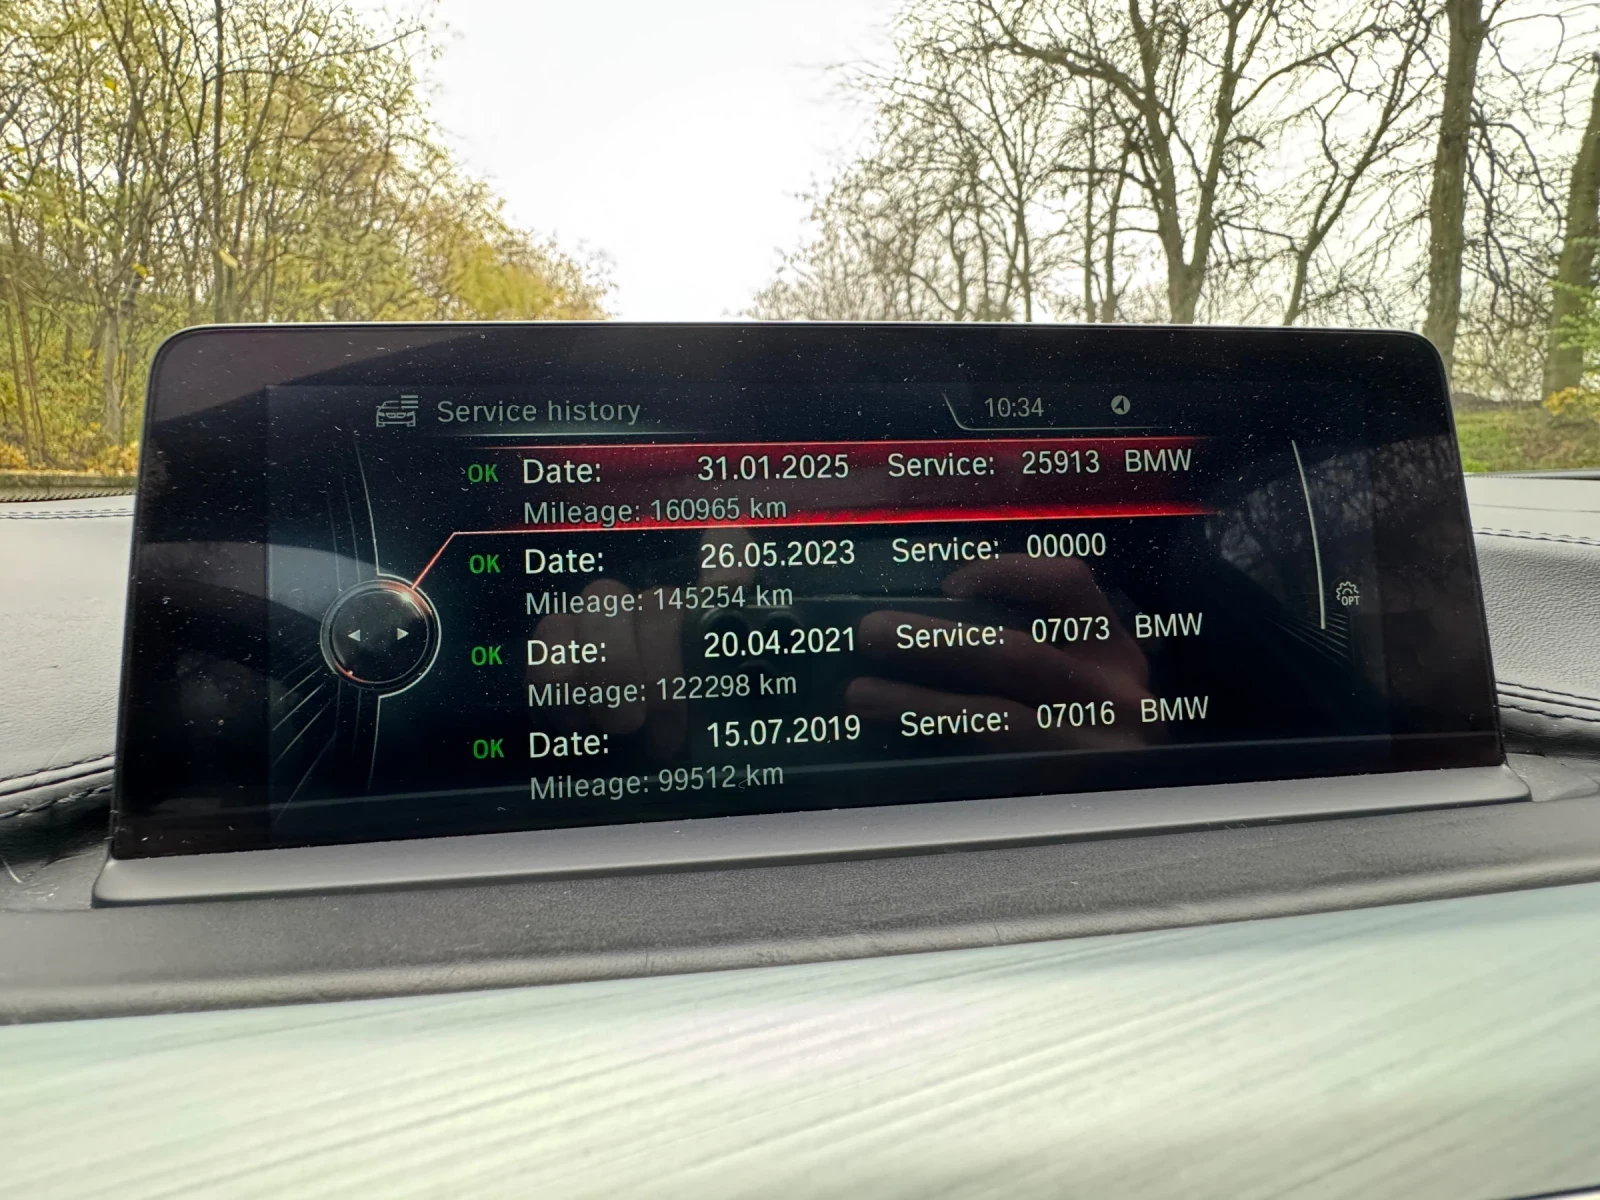 Service history 10:34
OK Date: 31.01.2025 Service: 25913 BMW
Mileage: 160965 km
OK Date: 26.05.2023 Service: 00000
Mileage: 145254 km
OK Date: 20.04.2021 Service: 07073 BMW
Mileage: 122298 km
OPT
OK Date: 15.07.2019 Service: 07016 BMW
Mileage: 99512 km